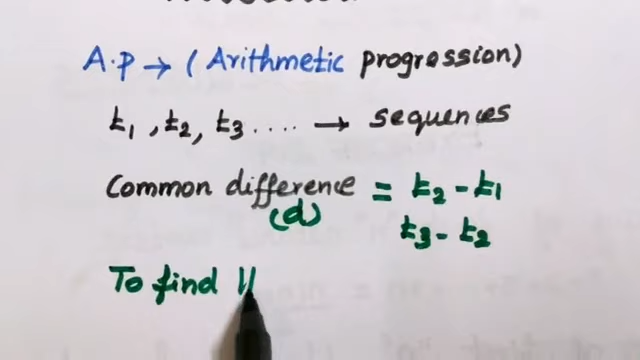 A.p → (Arithmetic progression)
t₁, t₂, t₃ .... → sequences
Common difference = t₂ - t₁
(d)
t₃ - t₂
To find